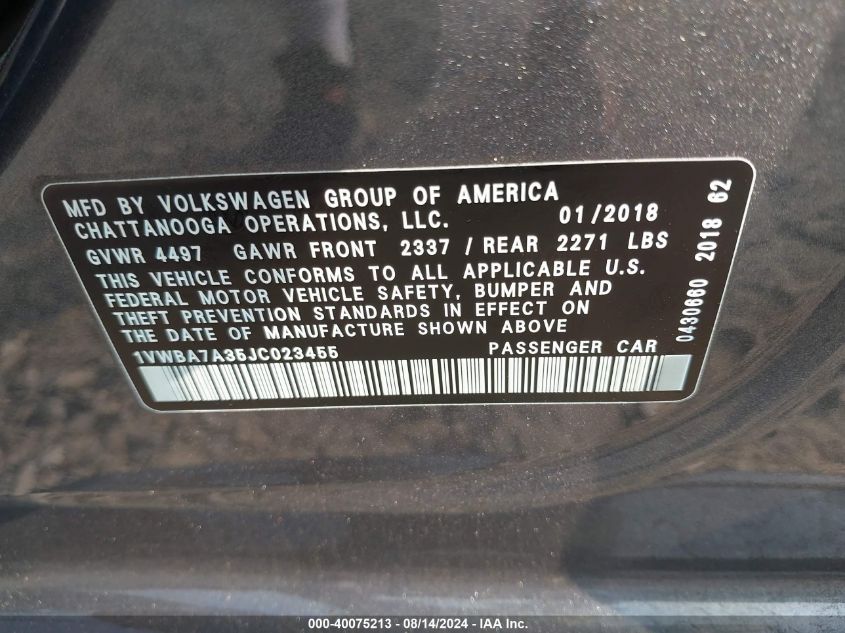 MFD BY VOLKSWAGEN GROUP OF AMERICA
CHATTANOOGA OPERATIONS, LLC. 01/2018
GVWR 4497 GAWR FRONT 2337 / REAR 2271 LBS
THIS VEHICLE CONFORMS TO ALL APPLICABLE U.S.
FEDERAL MOTOR VEHICLE SAFETY, BUMPER AND
THEFT PREVENTION STANDARDS IN EFFECT ON
THE DATE OF MANUFACTURE SHOWN ABOVE
1VWBA7A35JC023455 PASSENGER CAR
0430660 2018 62
000-40075213 - 08/14/2024 - IAA Inc.